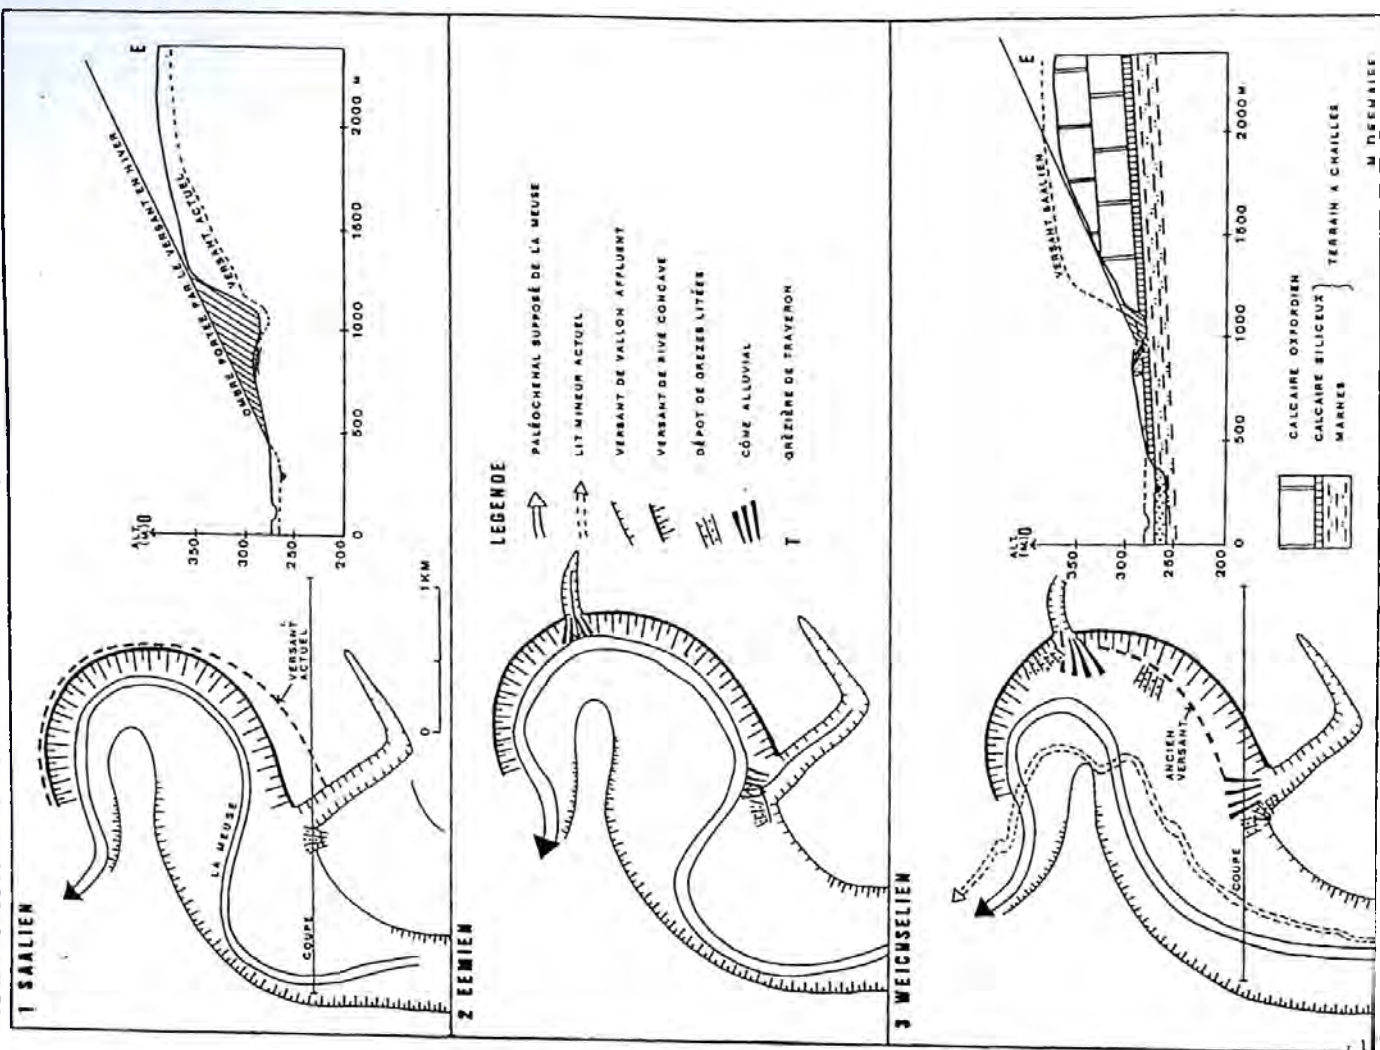 1 SAALIEN
LA MEUSE
COUPE
VERSANT
ACTUEL
0
1KM
ALT.
(M)
O
E
350
300
250
200
0
500
1000
1500
2000 M
OMBRE PORTÉE PAR LE VERSANT EN HIVER
VERSANT ACTUEL
2 EEMIEN
LEGENDE
PALÉOCHENAL SUPPOSÉ DE LA MEUSE
LIT MINEUR ACTUEL
VERSANT DE VALLON AFFLUENT
VERSANT DE RIVE CONCAVE
DÉPOT DE GREZES LITÉES
CÔNE ALLUVIAL
T
GRÉZIÈRE DE TRAVERON
3 WEICHSELIEN
ANCIEN
VERSANT
COUPE
ALT.
(M)
O
E
350
300
250
200
0
500
1000
1500
2000 M
VERSANT SAALIEN
CALCAIRE OXFORDIEN
CALCAIRE SILICEUX
MARNES
TERRAIN A CHAILLES